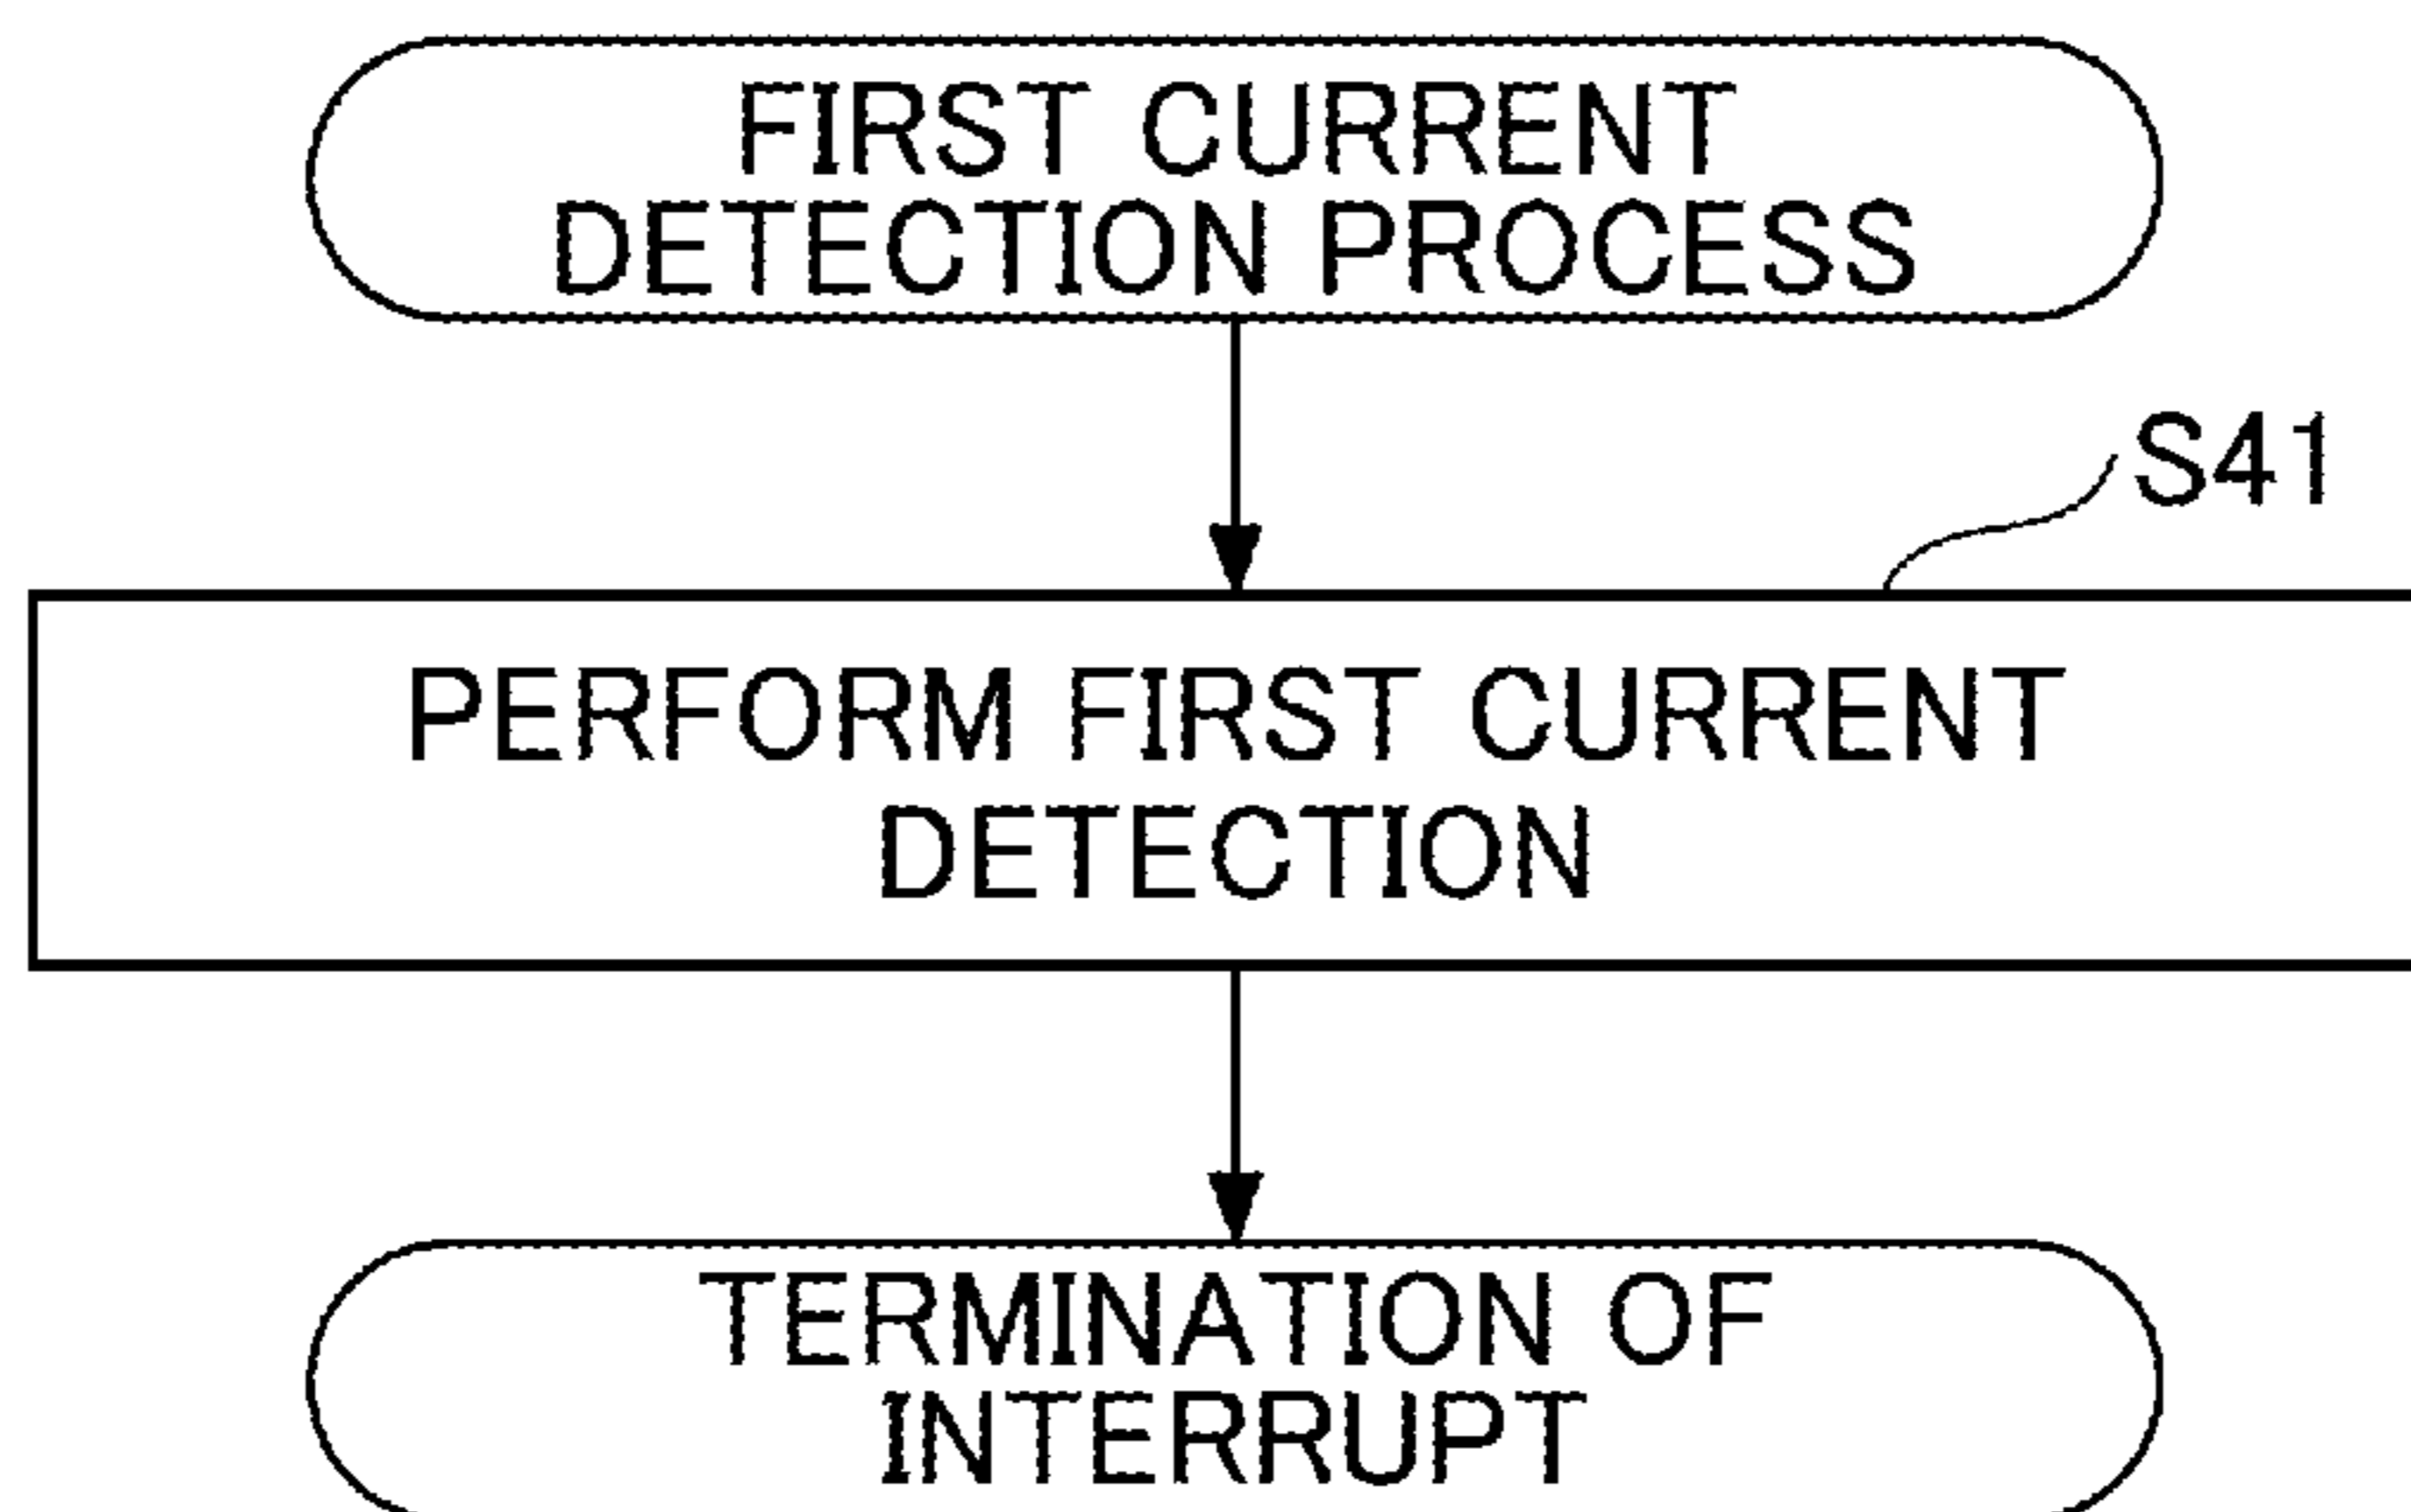 FIRST CURRENT
DETECTION PROCESS
S41
PERFORM FIRST CURRENT
DETECTION
TERMINATION OF
INTERRUPT